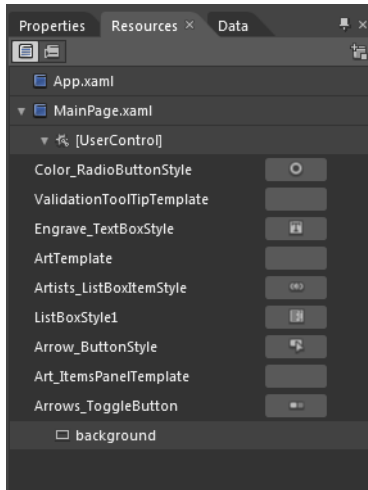 Properties Resources × Data
App.xaml
MainPage.xaml
[UserControl]
Color_RadioButtonStyle
ValidationToolTipTemplate
Engrave_TextBoxStyle
ArtTemplate
Artists_ListBoxItemStyle
ListBoxStyle1
Arrow_ButtonStyle
Art_ItemsPanelTemplate
Arrows_ToggleButton
background